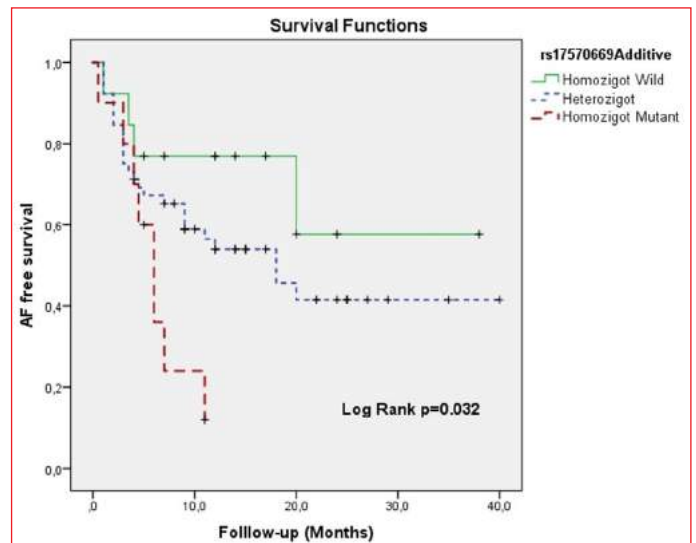 Survival Functions
rs17570669Additive
Homozigot Wild
Heterozigot
Homozigot Mutant
1,0
0,8
0,6
0,4
0,2
0,0
AF free survival
Log Rank p=0.032
,0
10,0
20,0
30,0
40,0
Folllow-up (Months)